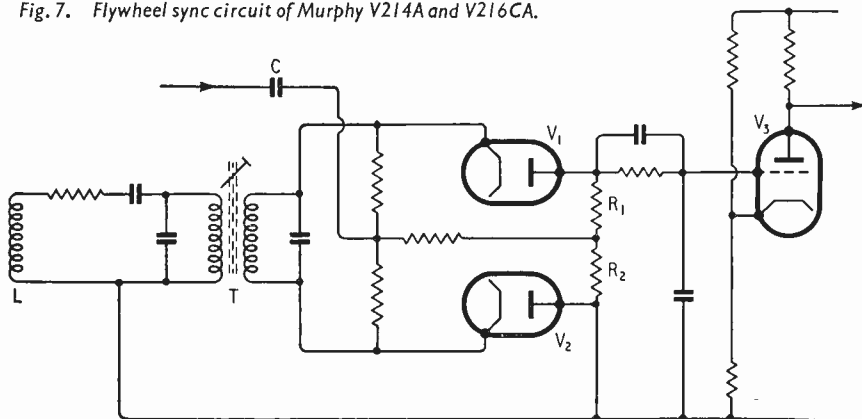 Fig. 7. Flywheel sync circuit of Murphy V214A and V216CA.
C
V1
V3
R1
R2
L
T
V2